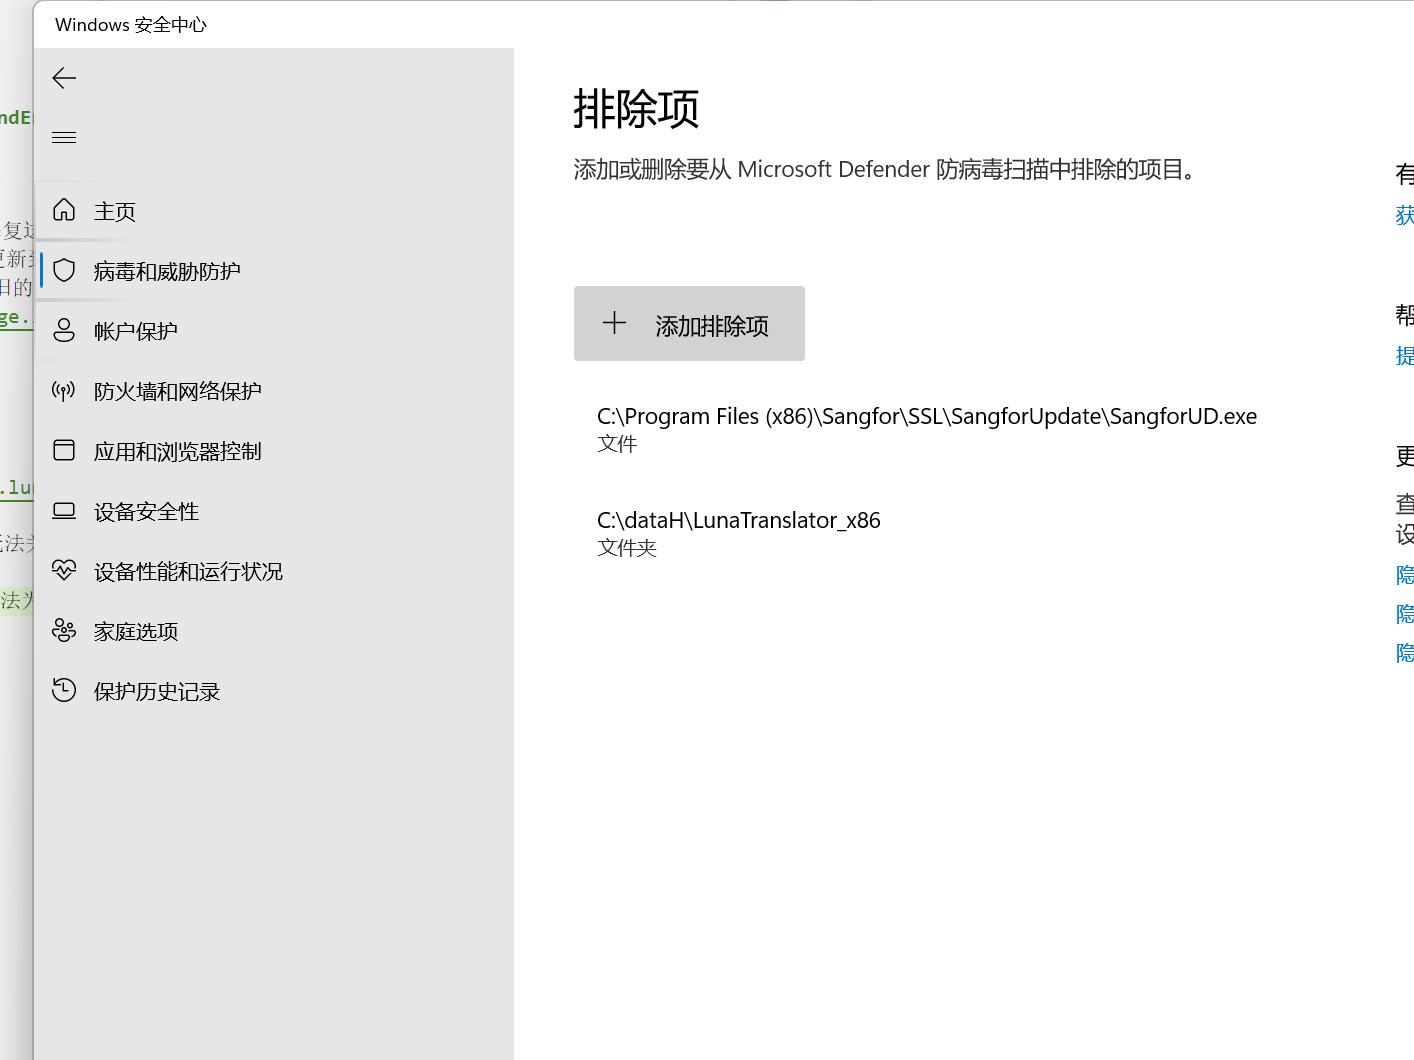 Windows 安全中心
主页
病毒和威胁防护
帐户保护
防火墙和网络保护
应用和浏览器控制
设备安全性
设备性能和运行状况
家庭选项
保护历史记录
排除项
添加或删除要从 Microsoft Defender 防病毒扫描中排除的项目。
添加排除项
C:\Program Files (x86)\Sangfor\SSL\SangforUpdate\SangforUD.exe
文件
C:\dataH\LunaTranslator_x86
文件夹
有
获
帮
提
更
查
设
隐
隐
隐